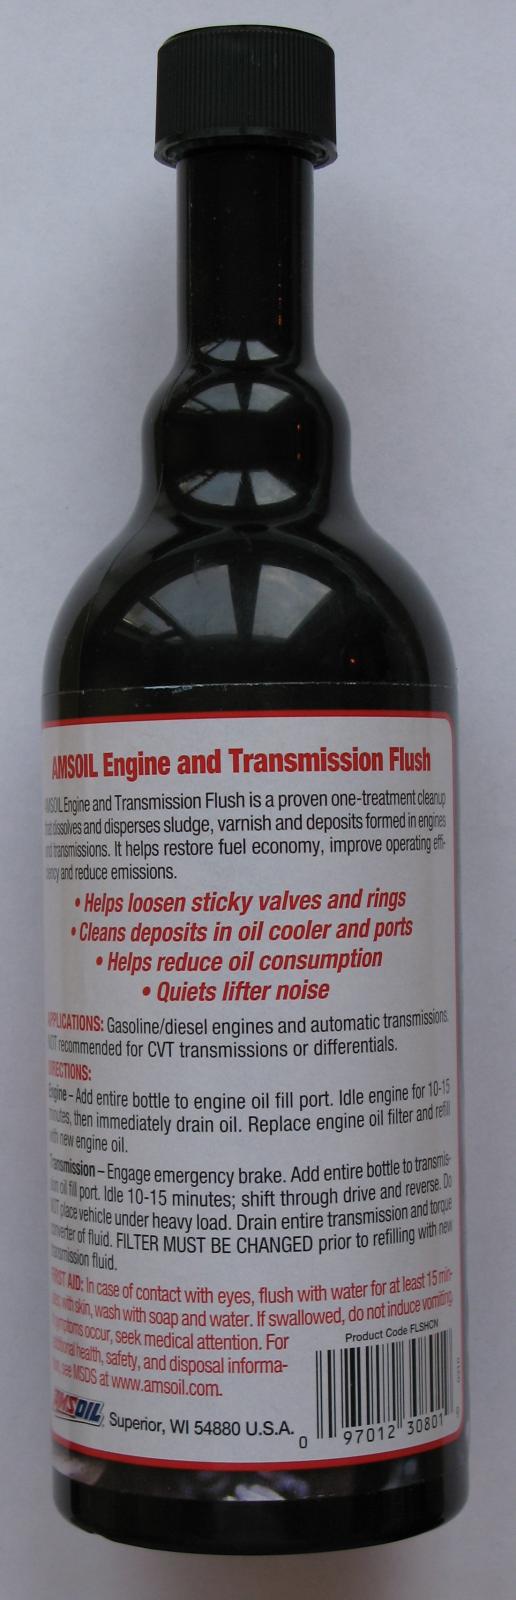 AMSOIL Engine and Transmission Flush
MSOIL Engine and Transmission Flush is a proven one-treatment cleanup
at dissolves and disperses sludge, varnish and deposits formed in engines
nd transmissions. It helps restore fuel economy, improve operating effi-
iency and reduce emissions.
• Helps loosen sticky valves and rings
• Cleans deposits in oil cooler and ports
• Helps reduce oil consumption
• Quiets lifter noise
APPLICATIONS: Gasoline/diesel engines and automatic transmissions.
NOT recommended for CVT transmissions or differentials.
DIRECTIONS:
Engine – Add entire bottle to engine oil fill port. Idle engine for 10-15
minutes, then immediately drain oil. Replace engine oil filter and refill
with new engine oil.
Transmission – Engage emergency brake. Add entire bottle to transmis-
sion oil fill port. Idle 10-15 minutes; shift through drive and reverse. Do
NOT place vehicle under heavy load. Drain entire transmission and torque
converter of fluid. FILTER MUST BE CHANGED prior to refilling with new
transmission fluid.
FIRST AID: In case of contact with eyes, flush with water for at least 15 min-
utes; with skin, wash with soap and water. If swallowed, do not induce vomiting.
If symptoms occur, seek medical attention. For
additional health, safety, and disposal informa-
tion, see MSDS at www.amsoil.com.
Product Code FLSHCN
AMSOIL Superior, WI 54880 U.S.A.
0 97012 30801 9